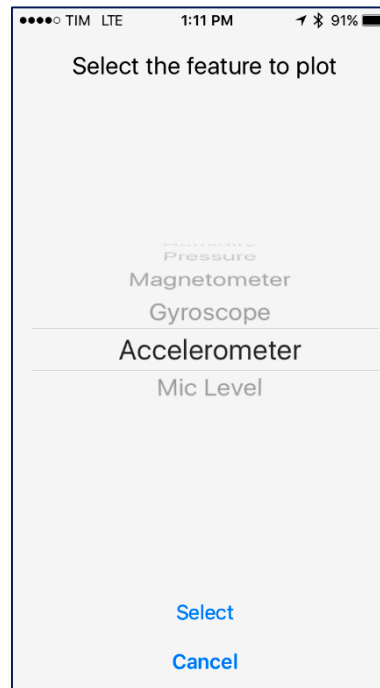 TIM LTE 1:11 PM 91%
Select the feature to plot
Pressure
Magnetometer
Gyroscope
Accelerometer
Mic Level
Select
Cancel